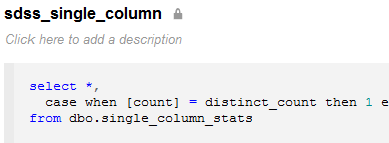 sdss_single_column
Click here to add a description
select *,
case when [count] = distinct_count then 1 e
from dbo.single_column_stats